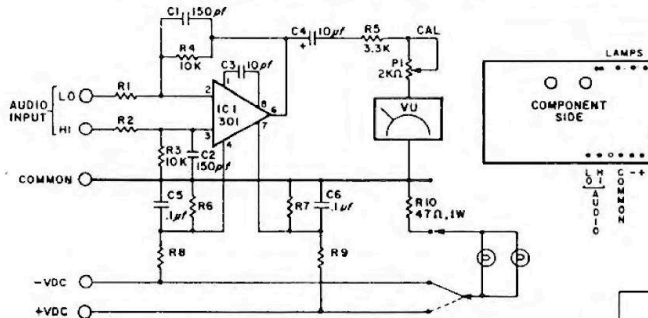 C1 150pf
R4
10K
C4 10µf
+
R5
3.3K
CAL
P1
2KΩ
C3 10pf
1
LO
R1
2
AUDIO
INPUT
IC1
301
8
6
7
VU
HI
R2
3
4
R3
10K
C2
150pf
COMMON
C5
.1µf
R6
R7
C6
.1µf
R10
47Ω,1W
R8
R9
-VDC
+VDC
LAMPS
COMPONENT
SIDE
LO
HI
AUDIO
COMMON
-
+